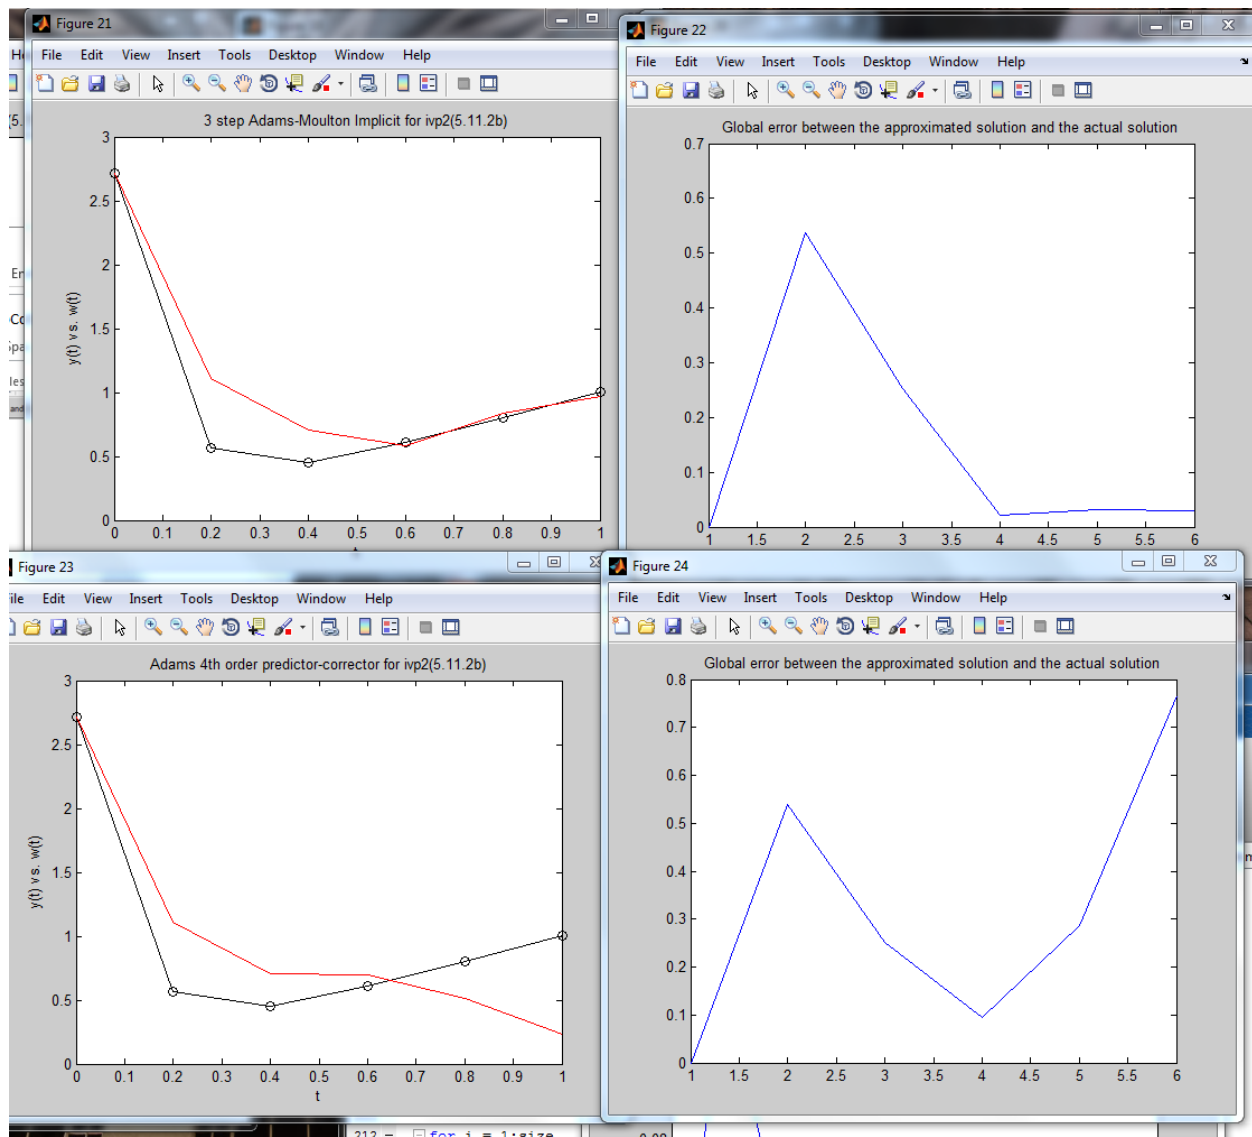 Figure 21
File Edit View Insert Tools Desktop Window Help
3 step Adams-Moulton Implicit for ivp2(5.11.2b)
y(t) vs. w(t)
3
2.5
2
1.5
1
0.5
0
0 0.1 0.2 0.3 0.4 0.5 0.6 0.7 0.8 0.9 1
Figure 22
File Edit View Insert Tools Desktop Window Help
Global error between the approximated solution and the actual solution
0.7
0.6
0.5
0.4
0.3
0.2
0.1
0
1 1.5 2 2.5 3 3.5 4 4.5 5 5.5 6
Figure 23
File Edit View Insert Tools Desktop Window Help
Adams 4th order predictor-corrector for ivp2(5.11.2b)
y(t) vs. w(t)
3
2.5
2
1.5
1
0.5
0
0 0.1 0.2 0.3 0.4 0.5 0.6 0.7 0.8 0.9 1
t
Figure 24
File Edit View Insert Tools Desktop Window Help
Global error between the approximated solution and the actual solution
0.8
0.7
0.6
0.5
0.4
0.3
0.2
0.1
0
1 1.5 2 2.5 3 3.5 4 4.5 5 5.5 6
212 – for i = 1:size